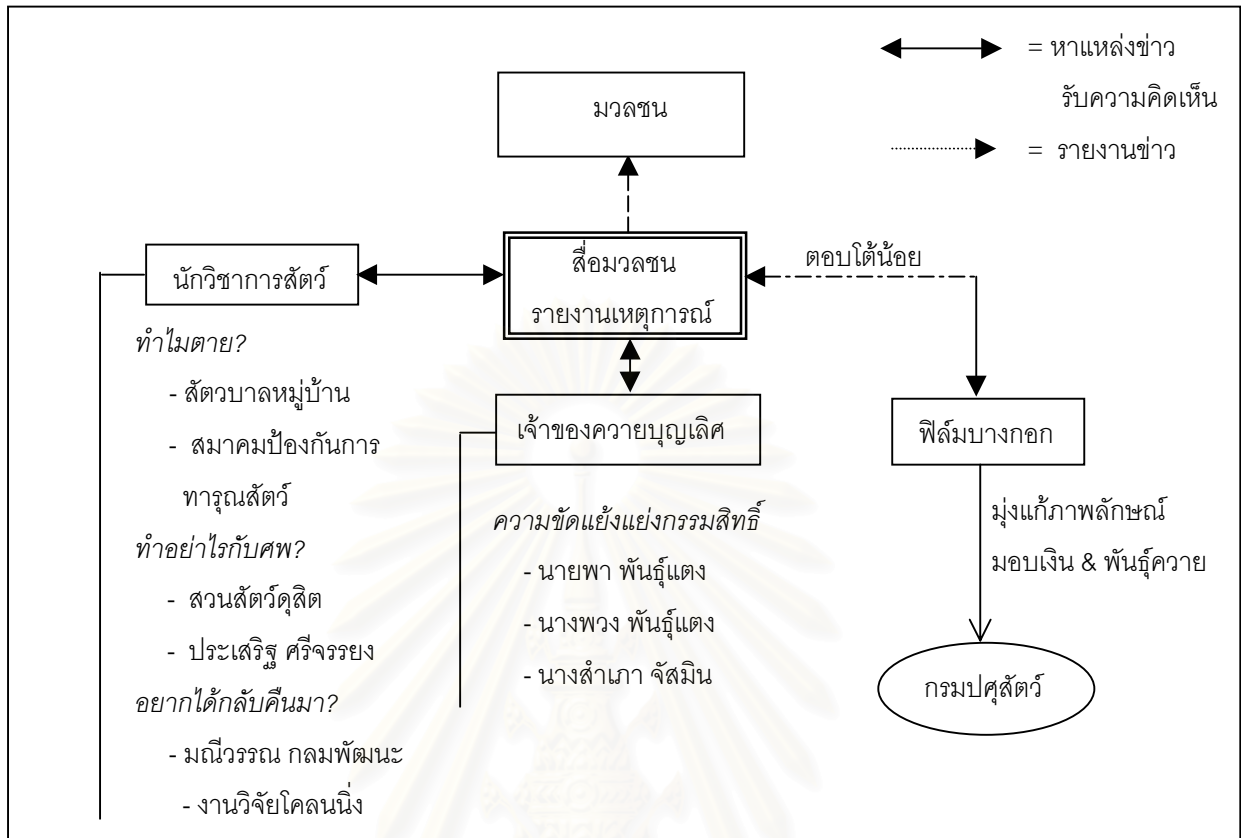 = หาแหล่งข่าว
รับความคิดเห็น
= รายงานข่าว
มวลชน
สื่อมวลชน
รายงานเหตุการณ์
ตอบโต้น้อย
นักวิชาการสัตว์
ทำไมตาย?
- สัตวบาลหมู่บ้าน
- สมาคมป้องกันการ
ทารุณสัตว์
ทำอย่างไรกับศพ?
- สวนสัตว์ดุสิต
- ประเสริฐ ศรีจรรยง
อยากได้กลับคืนมา?
- มณีวรรณ กลมพัฒนะ
- งานวิจัยโคลนนิ่ง
เจ้าของควายบุญเลิศ
ความขัดแย้งแย่งกรรมสิทธิ์
- นายพา พันธุ์แตง
- นางพวง พันธุ์แตง
- นางสำเภา จัสมิน
ฟิล์มบางกอก
มุ่งแก้ภาพลักษณ์
มอบเงิน & พันธุ์ควาย
กรมปศุสัตว์